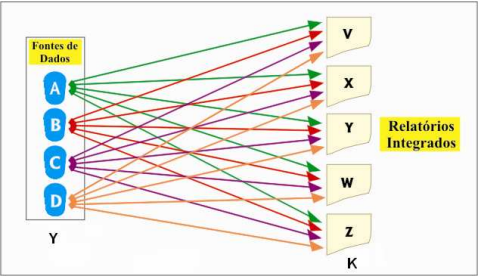 Fontes de
Dados
A
B
C
D
Y
V
X
Y
W
Z
K
Relatórios
Integrados